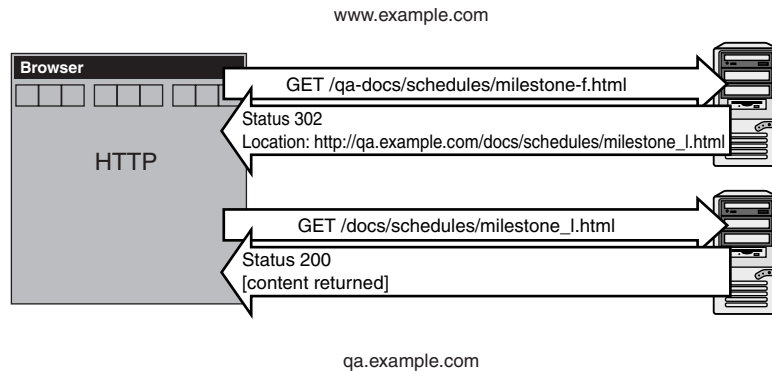 www.example.com
Browser
GET /qa-docs/schedules/milestone-f.html
Status 302
Location: http://qa.example.com/docs/schedules/milestone_l.html
HTTP
GET /docs/schedules/milestone_l.html
Status 200
[content returned]
qa.example.com